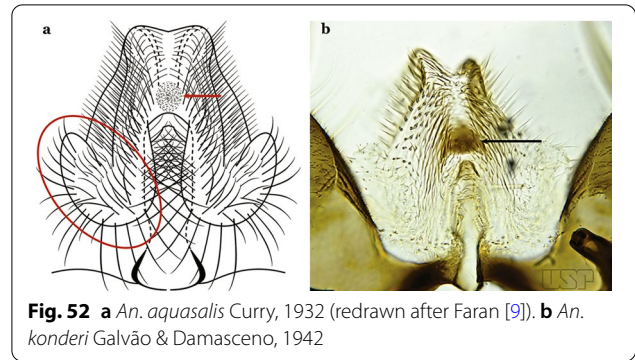 a
b
USP
Fig. 52 a An. aquasalis Curry, 1932 (redrawn after Faran [9]). b An.
konderi Galvão & Damasceno, 1942